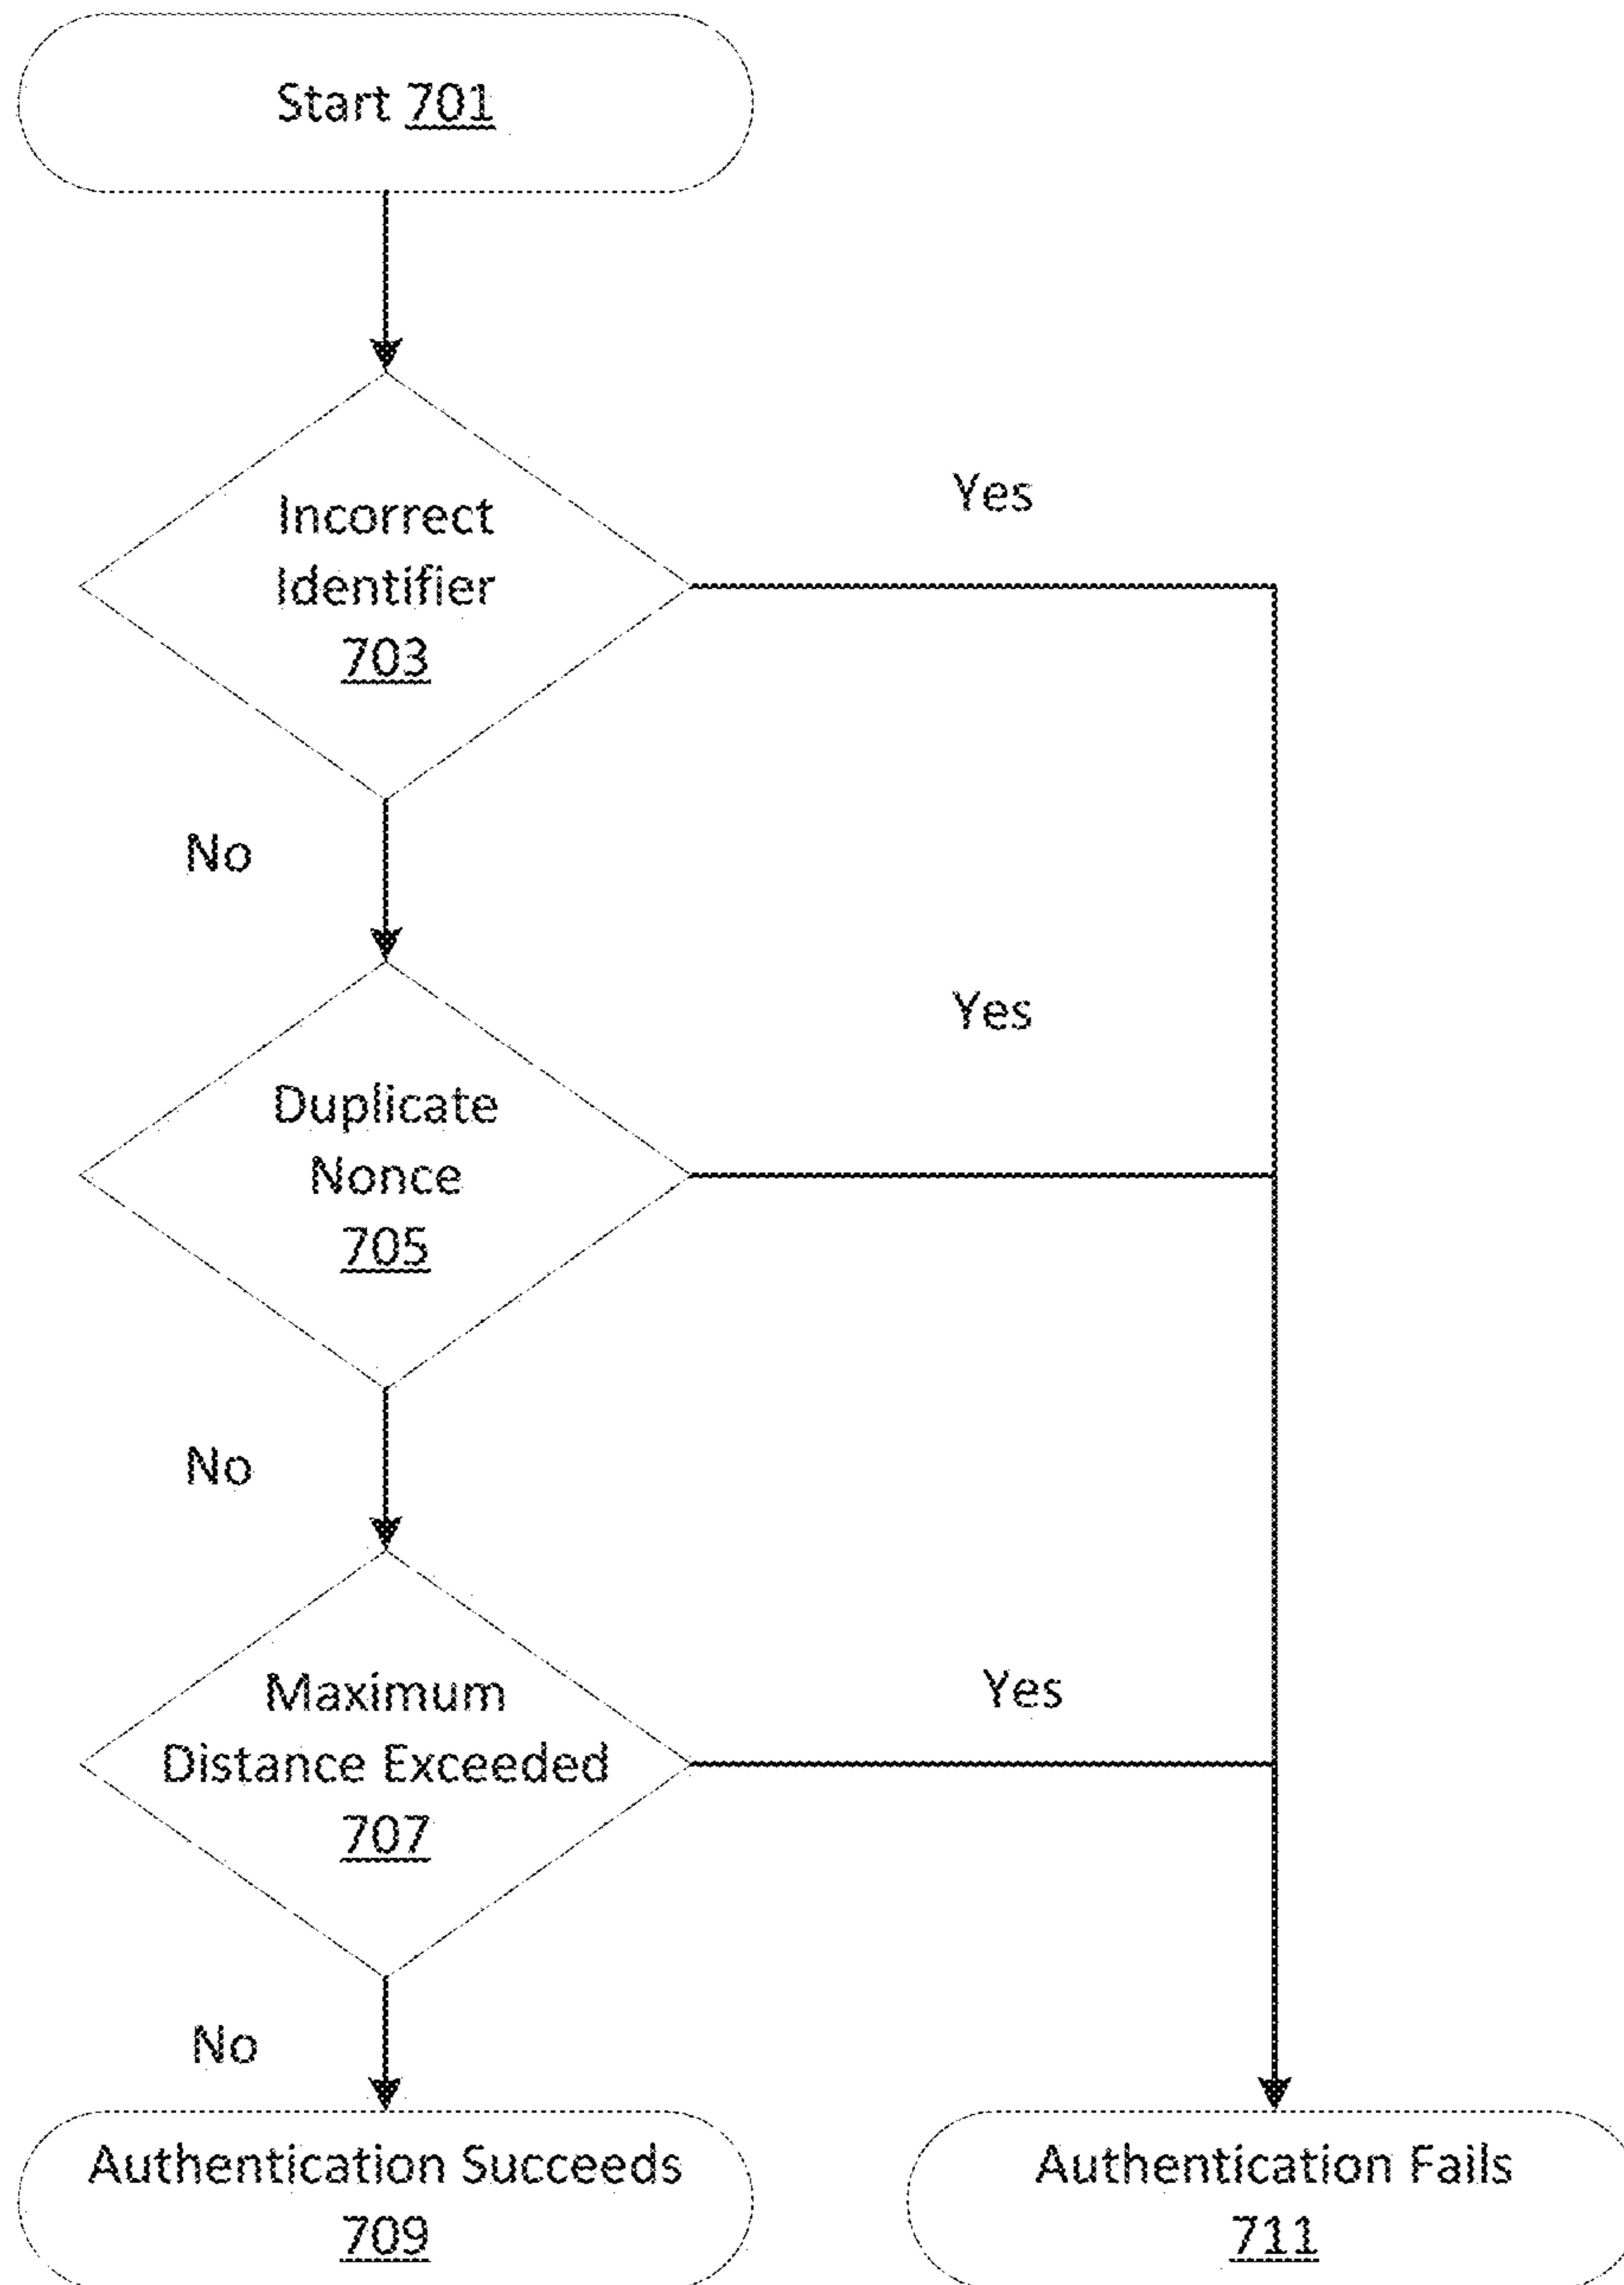 Start 701
Incorrect
Identifier
703
Yes
No
Duplicate
Nonce
705
Yes
No
Maximum
Distance Exceeded
707
Yes
No
Authentication Succeeds
709
Authentication Fails
711